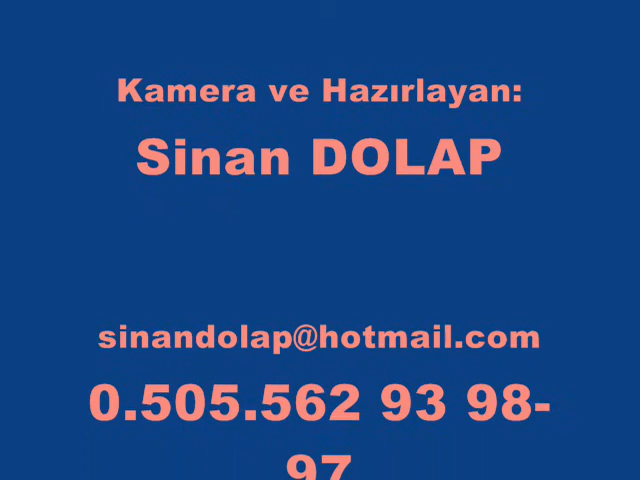 Kamera ve Hazırlayan:
Sinan DOLAP
sinandolap@hotmail.com
0.505.562 93 98-
97